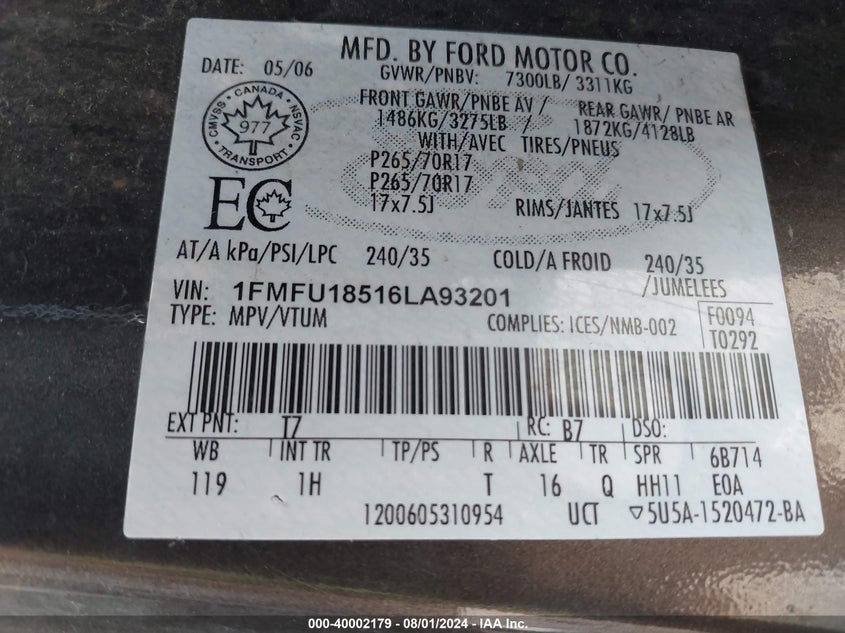 MFD. BY FORD MOTOR CO.
DATE: 05/06
GVWR/PNBV: 7300LB/ 3311KG
FRONT GAWR/PNBE AV / REAR GAWR/ PNBE AR
1486KG/3275LB / 1872KG/4128LB
WITH/AVEC TIRES/PNEUS
P265/70R17
P265/70R17
17x7.5J RIMS/JANTES 17x7.5J
CMVSS CANADA NSVAC
977
TRANSPORT
EC
AT/A kPa/PSI/LPC 240/35 COLD/A FROID 240/35
/JUMELEES
VIN: 1FMFU18516LA93201
TYPE: MPV/VTUM COMPLIES: ICES/NMB-002
F0094
T0292
EXT PNT: T7 RC: B7 DSO:
WB INT TR TP/PS R AXLE TR SPR 6B714
119 1H T 16 Q HH11 E0A
1200605310954 UCT ▽5U5A-1520472-BA
000-40002179 - 08/01/2024 - IAA Inc.